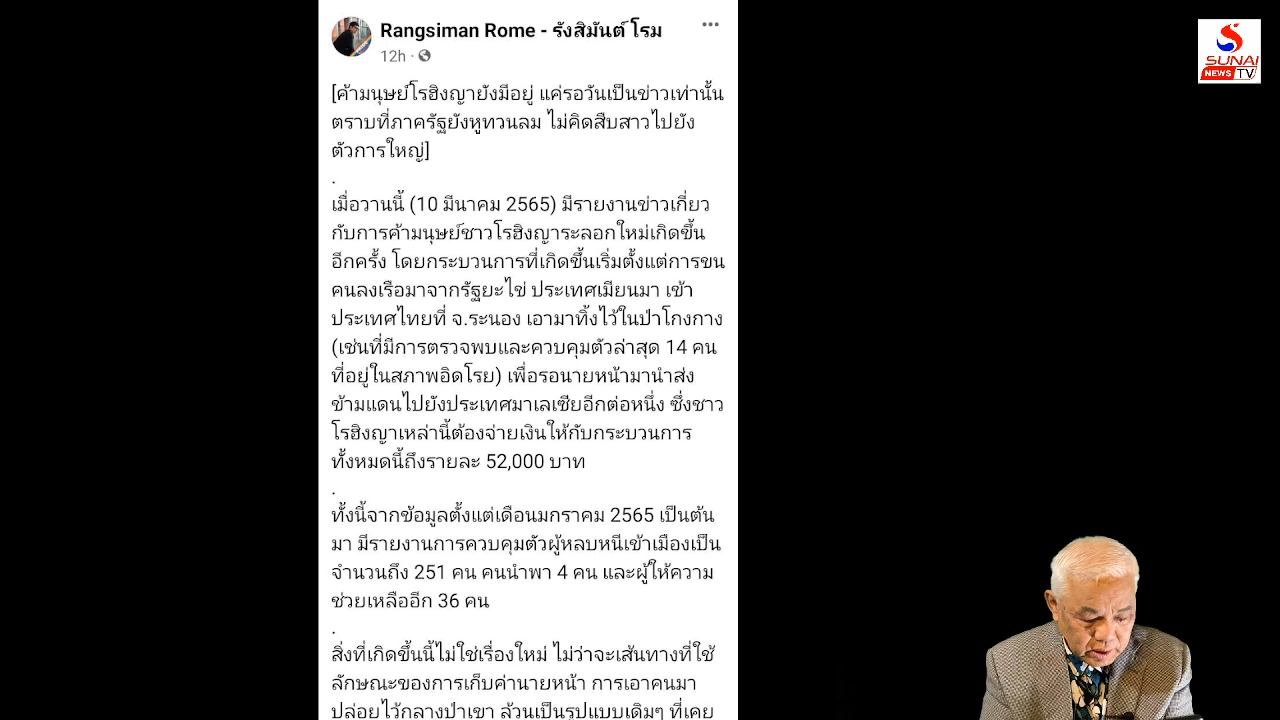 Rangsiman Rome - รังสิมันต์ โรม
12h ·
[ค้ามนุษย์โรฮิงญายังมีอยู่ แค่รอวันเป็นข่าวเท่านั้น
ตราบที่ภาครัฐยังหูทวนลม ไม่คิดสืบสาวไปยัง
ตัวการใหญ่]
.
เมื่อวานนี้ (10 มีนาคม 2565) มีรายงานข่าวเกี่ยว
กับการค้ามนุษย์ชาวโรฮิงญาระลอกใหม่เกิดขึ้น
อีกครั้ง โดยกระบวนการที่เกิดขึ้นเริ่มตั้งแต่การขน
คนลงเรือมาจากรัฐยะไข่ ประเทศเมียนมา เข้า
ประเทศไทยที่ จ.ระนอง เอามาทิ้งไว้ในป่าโกงกาง
(เช่นที่มีการตรวจพบและควบคุมตัวล่าสุด 14 คน
ที่อยู่ในสภาพอิดโรย) เพื่อรอนายหน้ามานำส่ง
ข้ามแดนไปยังประเทศมาเลเซียอีกต่อหนึ่ง ซึ่งชาว
โรฮิงญาเหล่านี้ต้องจ่ายเงินให้กับกระบวนการ
ทั้งหมดนี้ถึงรายละ 52,000 บาท
.
ทั้งนี้จากข้อมูลตั้งแต่เดือนมกราคม 2565 เป็นต้น
มา มีรายงานการควบคุมตัวผู้หลบหนีเข้าเมืองเป็น
จำนวนถึง 251 คน คนนำพา 4 คน และผู้ให้ความ
ช่วยเหลืออีก 36 คน
.
สิ่งที่เกิดขึ้นนี้ไม่ใช่เรื่องใหม่ ไม่ว่าจะเส้นทางที่ใช้
ลักษณะของการเก็บค่านายหน้า การเอาคนมา
ปล่อยไว้กลางป่าเขา ล้วนเป็นรูปแบบเดิมๆ ที่เคย
SUNAI
NEWS TV